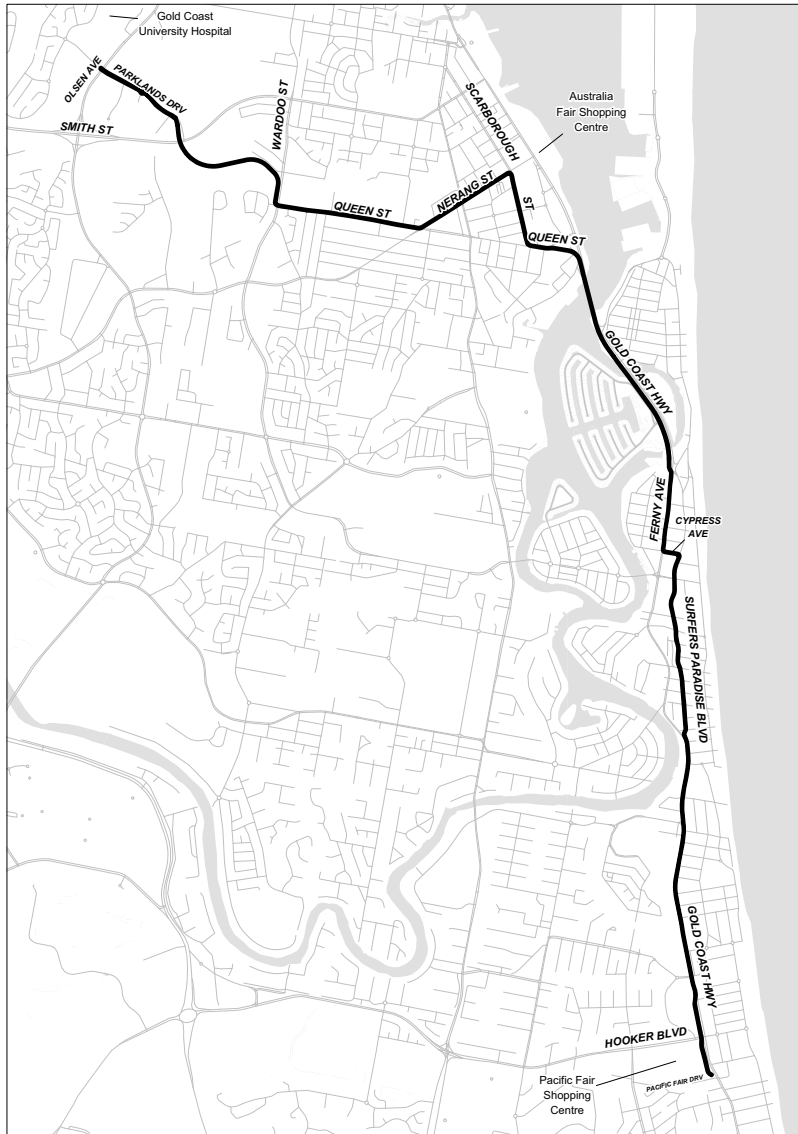 Gold Coast
University Hospital
OLSEN AVE
PARKLANDS DRV
SMITH ST
WARDOO ST
SCARBOROUGH
ST
Australia
Fair Shopping
Centre
NERANG ST
QUEEN ST
QUEEN ST
GOLD COAST HWY
FERNY AVE
CYPRESS
AVE
SURFERS PARADISE BLVD
GOLD COAST HWY
HOOKER BLVD
Pacific Fair
Shopping
Centre
PACIFIC FAIR DRV